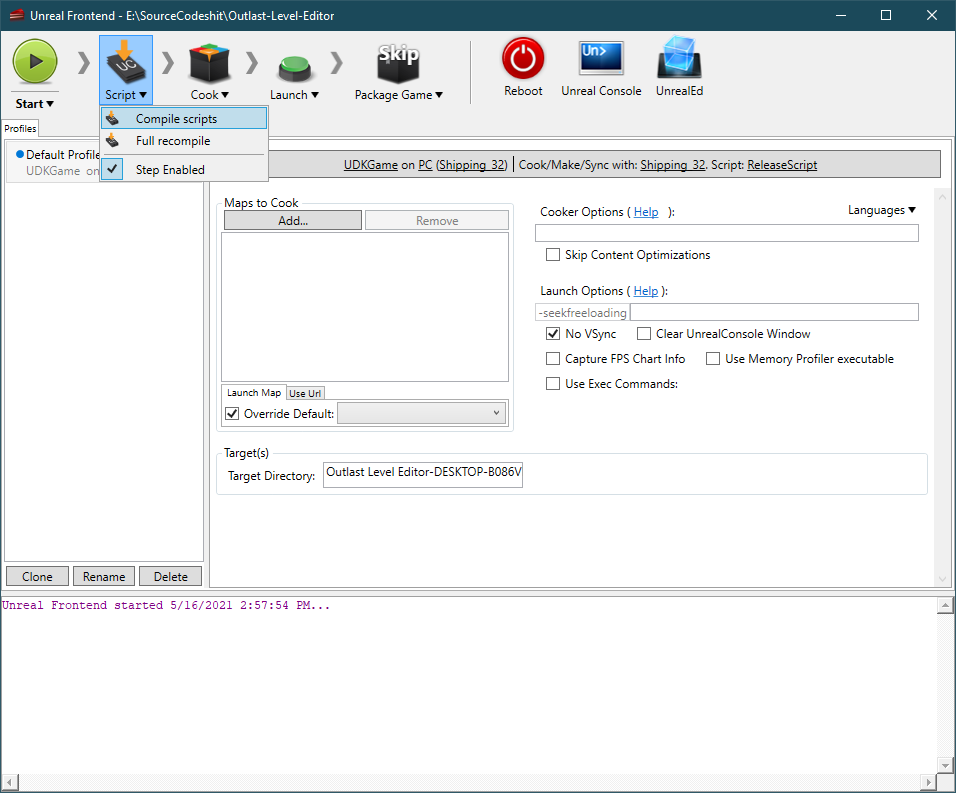 Unreal Frontend - E:\SourceCodeshit\Outlast-Level-Editor
UC
Skip
Un>
Start
Script
Cook
Launch
Package Game
Reboot
Unreal Console
UnrealEd
Compile scripts
Full recompile
Step Enabled
Profiles
Default Profile
UDKGame on
UDKGame on PC (Shipping_32) | Cook/Make/Sync with: Shipping_32. Script: ReleaseScript
Maps to Cook
Add...
Remove
Launch Map
Use Url
Override Default:
Cooker Options ( Help ):
Languages
Skip Content Optimizations
Launch Options ( Help ):
-seekfreeloading
No VSync
Clear UnrealConsole Window
Capture FPS Chart Info
Use Memory Profiler executable
Use Exec Commands:
Target(s)
Target Directory:
Outlast Level Editor-DESKTOP-B086V
Clone
Rename
Delete
Unreal Frontend started 5/16/2021 2:57:54 PM...